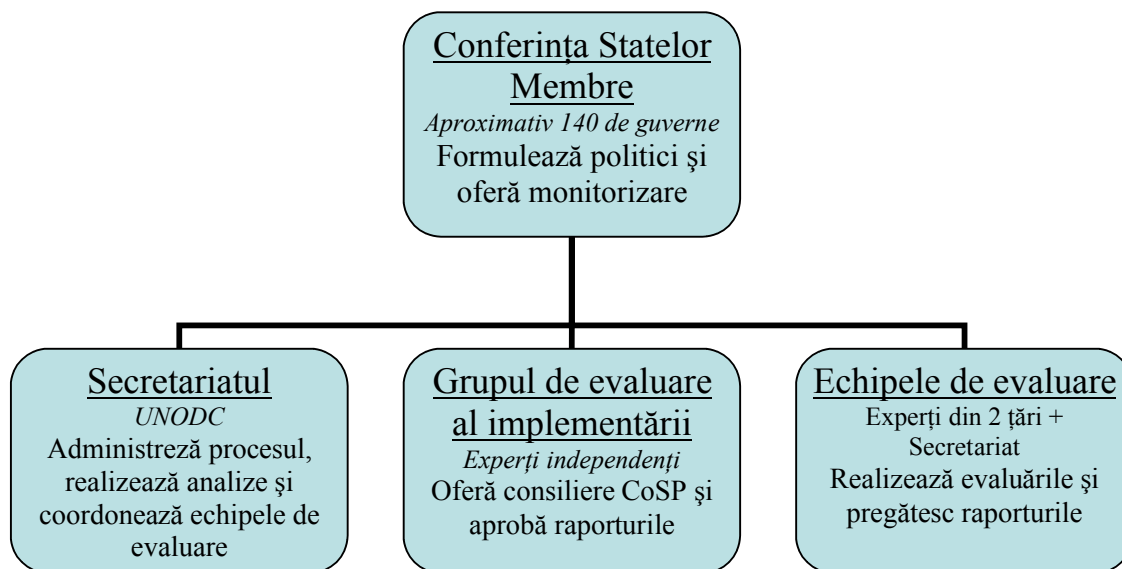 Conferința Statelor
Membre
Aproximativ 140 de guverne
Formulează politici şi
oferă monitorizare
Secretariatul
UNODC
Administreză procesul,
realizează analize şi
coordonează echipele de
evaluare
Grupul de evaluare
al implementării
Experți independenți
Oferă consiliere CoSP şi
aprobă raporturile
Echipele de evaluare
Experți din 2 țări +
Secretariat
Realizează evaluările şi
pregătesc raporturile